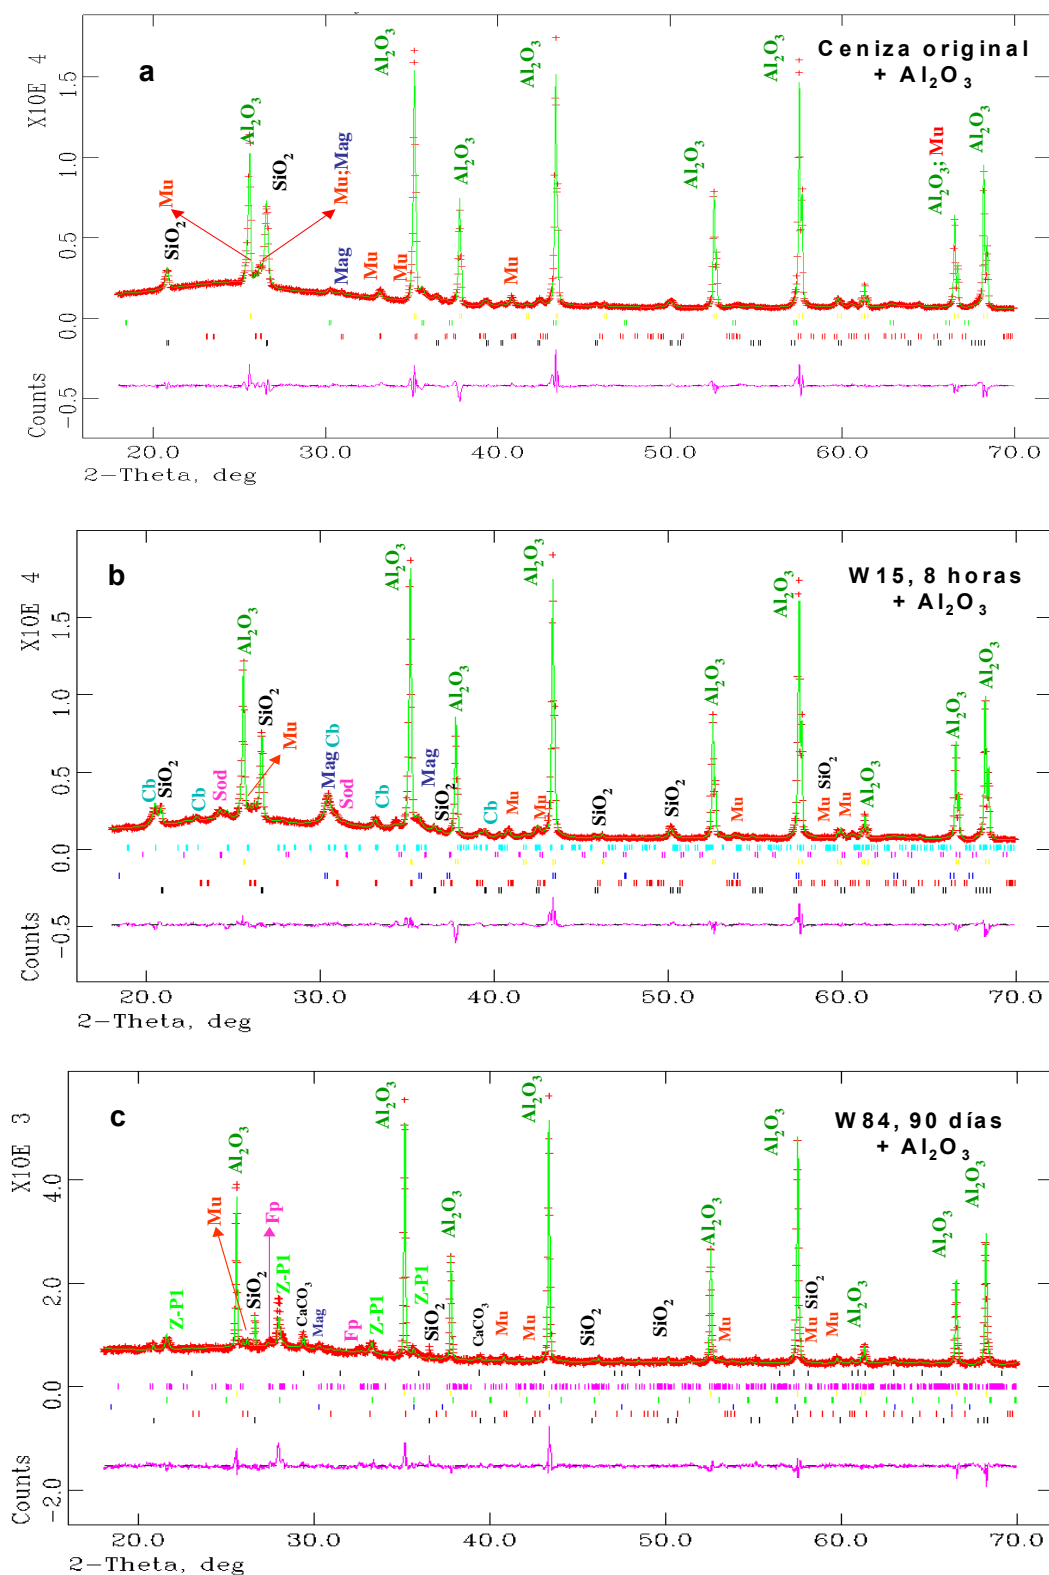 a
Ceniza original
+ Al₂O₃
X10E 4
Counts
1.5
1.0
0.5
0.0
−0.5
Mu
SiO₂
Al₂O₃
SiO₂
Mu;Mag
Mag
Mu
Mu
Al₂O₃
Al₂O₃
Mu
Al₂O₃
Al₂O₃
Al₂O₃
Al₂O₃; Mu
Al₂O₃
20.0 30.0 40.0 50.0 60.0 70.0
2−Theta, deg
b
W15, 8 horas
+ Al₂O₃
X10E 4
Counts
1.5
1.0
0.5
0.0
−0.5
Cb
SiO₂
Cb
Sod
Al₂O₃
SiO₂
Mu
Mag Cb
Sod
Cb
Al₂O₃
Mag
SiO₂
Al₂O₃
Cb
Mu
Mu
Al₂O₃
SiO₂
SiO₂
Al₂O₃
Mu
Al₂O₃
Mu
SiO₂
Mu
Al₂O₃
Al₂O₃
Al₂O₃
20.0 30.0 40.0 50.0 60.0 70.0
2−Theta, deg
c
W84, 90 días
+ Al₂O₃
X10E 3
Counts
4.0
2.0
0.0
−2.0
Z-P1
Mu
Al₂O₃
SiO₂
Fp
Z-P1
CaCO₃
Mag
Fp
Z-P1
Al₂O₃
Z-P1
SiO₂
Al₂O₃
CaCO₃
Mu
Mu
Al₂O₃
SiO₂
SiO₂
Al₂O₃
Mu
Al₂O₃
Mu
SiO₂
Mu
Al₂O₃
Al₂O₃
Al₂O₃
20.0 30.0 40.0 50.0 60.0 70.0
2−Theta, deg